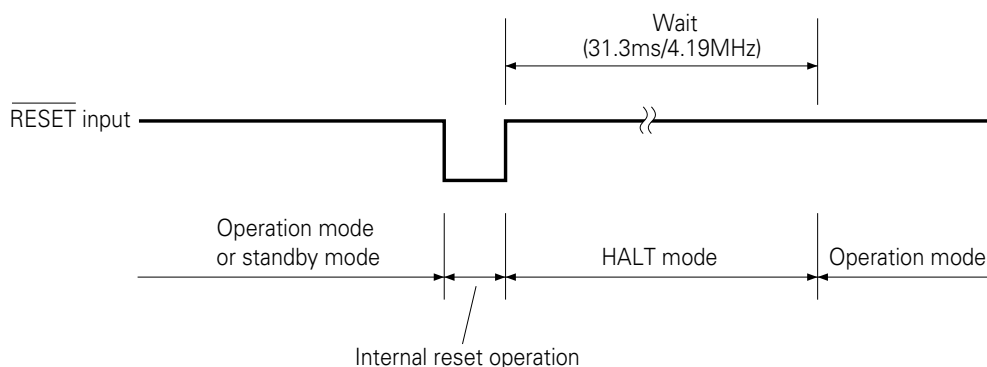 Wait
(31.3ms/4.19MHz)
RESET input
Operation mode
or standby mode
HALT mode
Operation mode
Internal reset operation